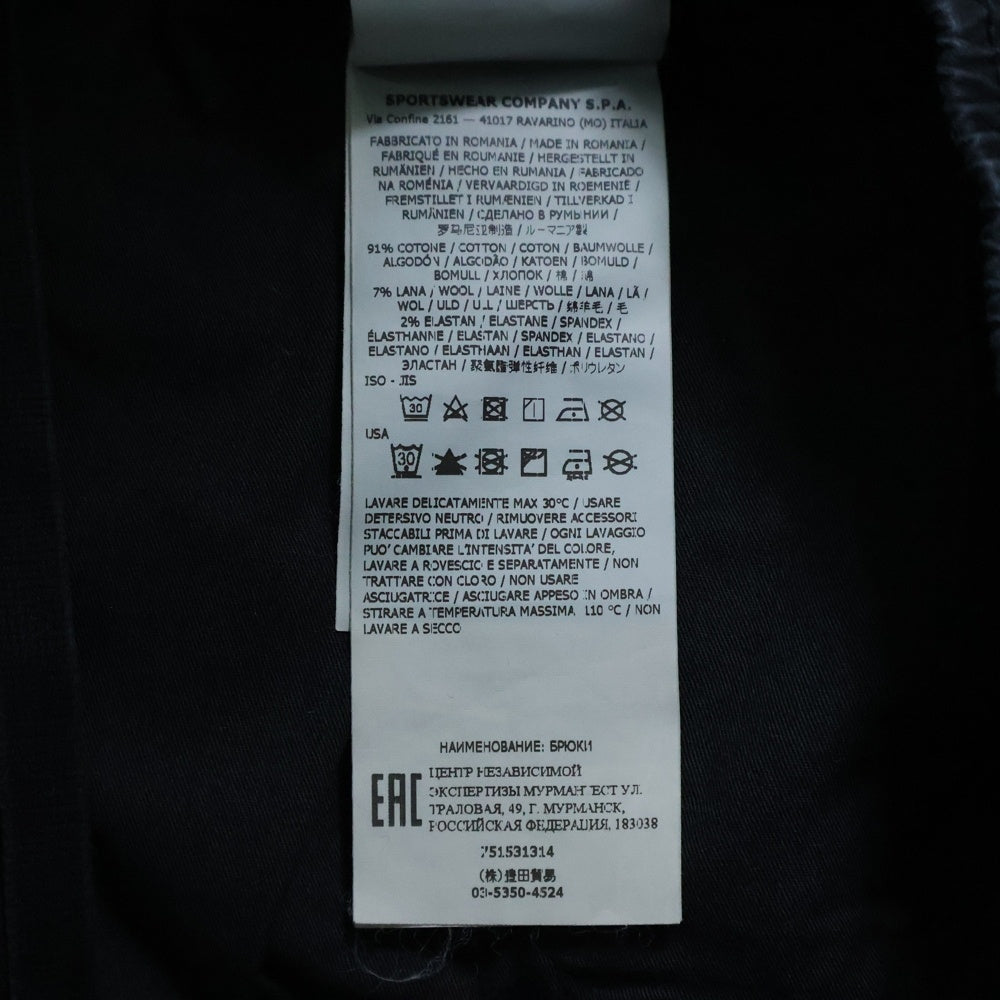 SPORTSWEAR COMPANY S.P.A.
Via Confine 2161 — 41017 RAVARINO (MO) ITALIA
FABBRICATO IN ROMANIA / MADE IN ROMANIA /
FABRIQUÉ EN ROUMANIE / HERGESTELLT IN
RUMÄNIEN / HECHO EN RUMANIA / FABRICADO
NA ROMÉNIA / VERVAARDIGD IN ROEMENIË /
FREMSTILLET I RUMÆNIEN / TILLVERKAD I
RUMÄNIEN / СДЕЛАНО В РУМЫНИИ /
罗马尼亚制造 / ルーマニア製
91% COTONE / COTTON / COTON / BAUMWOLLE /
ALGODÓN / ALGODÃO / KATOEN / BOMULD /
BOMULL / ХЛОПОК / 棉 / 綿
7% LANA / WOOL / LAINE / WOLLE / LANA / LÃ /
WOL / ULD / ULL / ШЕРСТЬ / 绵羊毛 / 毛
2% ELASTAN / ELASTANE / SPANDEX /
ÉLASTHANNE / ELASTAN / SPANDEX / ELASTANO /
ELASTANO / ELASTHAAN / ELASTHAN / ELASTAN /
ЭЛАСТАН / 聚氨酯弹性纤维 / ポリウレタン
ISO - JIS
30
USA
30
LAVARE DELICATAMENTE MAX 30°C / USARE
DETERSIVO NEUTRO / RIMUOVERE ACCESSORI
STACCABILI PRIMA DI LAVARE / OGNI LAVAGGIO
PUO' CAMBIARE L'INTENSITA' DEL COLORE,
LAVARE A ROVESCIO E SEPARATAMENTE / NON
TRATTARE CON CLORO / NON USARE
ASCIUGATRICE / ASCIUGARE APPESO IN OMBRA /
STIRARE A TEMPERATURA MASSIMA 110 °C / NON
LAVARE A SECCO
НАИМЕНОВАНИЕ: БРЮКИ
EAC
ЦЕНТР НЕЗАВИСИМОЙ
ЭКСПЕРТИЗЫ МУРМАНТЕСТ УЛ.
ТРАЛОВАЯ, 49, Г. МУРМАНСК,
РОССИЙСКАЯ ФЕДЕРАЦИЯ, 183038
751531314
(株)豊田貿易
03-5350-4524